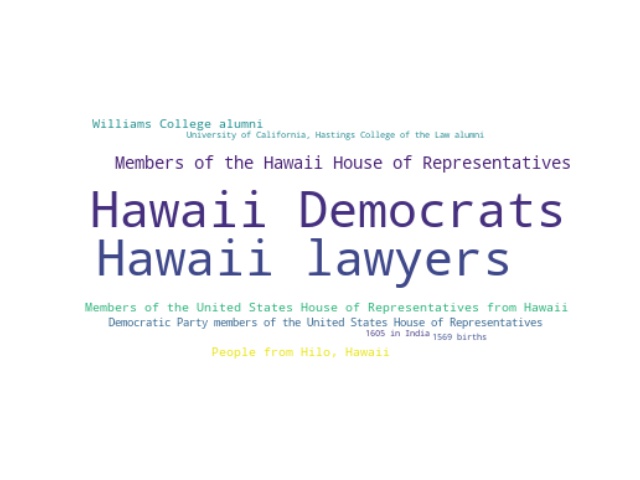 Williams College alumni
University of California, Hastings College of the Law alumni
Members of the Hawaii House of Representatives
Hawaii Democrats
Hawaii lawyers
Members of the United States House of Representatives from Hawaii
Democratic Party members of the United States House of Representatives
1605 in India
1569 births
People from Hilo, Hawaii